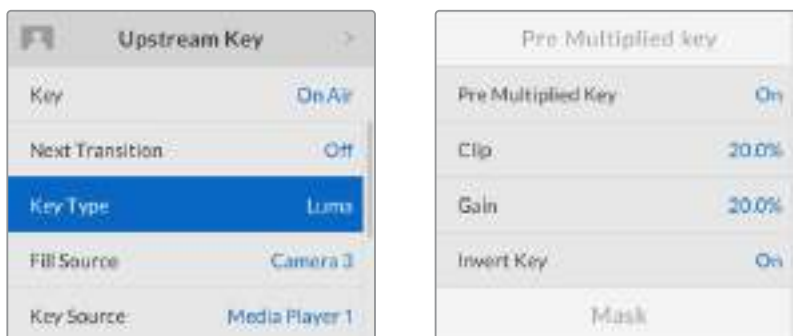 Upstream Key >
Key On Air
Next Transition Off
Key Type Luma
Fill Source Camera 3
Key Source Media Player 1
Pre Multiplied key
Pre Multiplied Key On
Clip 20.0%
Gain 20.0%
Invert Key On
Mask